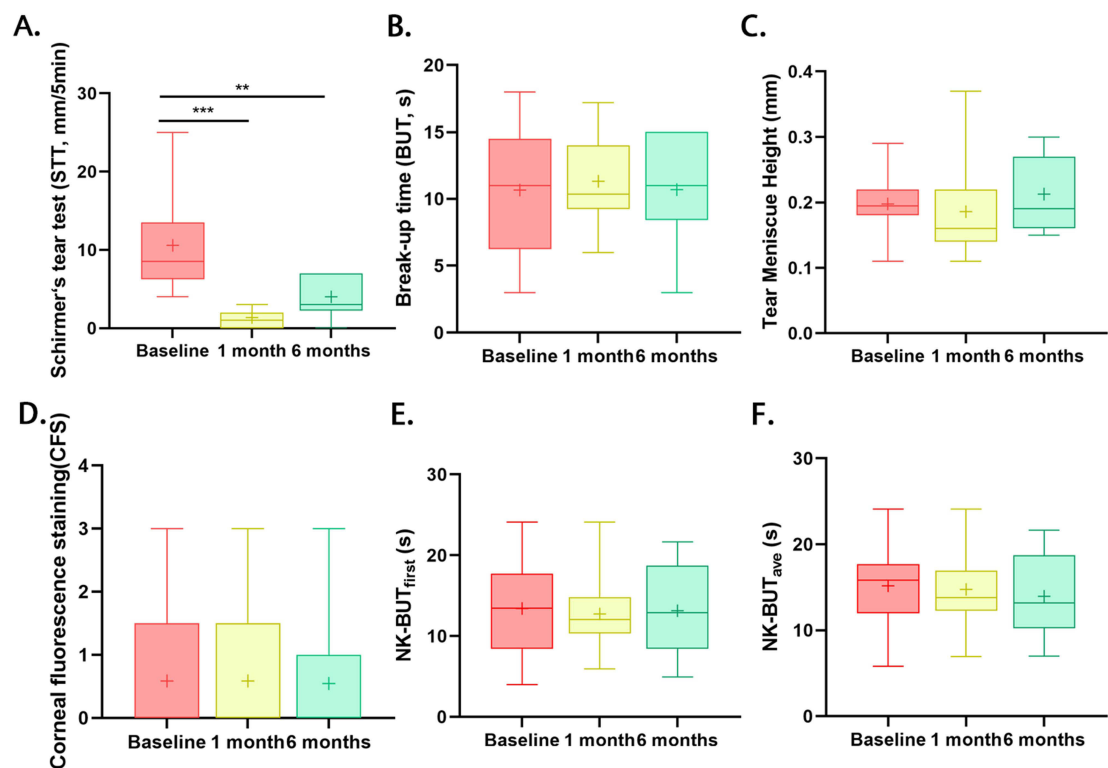 A.
Schirmer's tear test (STT, mm/5min)
30
20
10
0
***
**
Baseline 1 month 6 months
B.
Break-up time (BUT, s)
20
15
10
5
0
Baseline 1 month 6 months
C.
Tear Meniscue Height (mm)
0.4
0.3
0.2
0.1
0.0
Baseline 1 month 6 months
D.
Corneal fluorescence staining(CFS)
4
3
2
1
0
Baseline 1 month 6 months
E.
NK-BUTfirst (s)
30
20
10
0
Baseline 1 month 6 months
F.
NK-BUTave (s)
30
20
10
0
Baseline 1 month 6 months